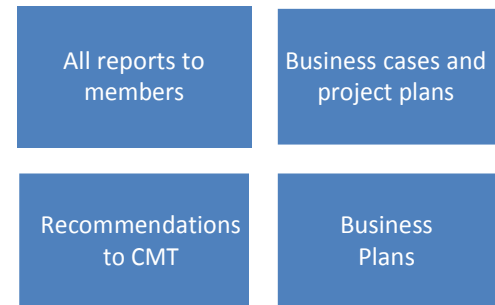 All reports to
members
Business cases and
project plans
Recommendations
to CMT
Business
Plans